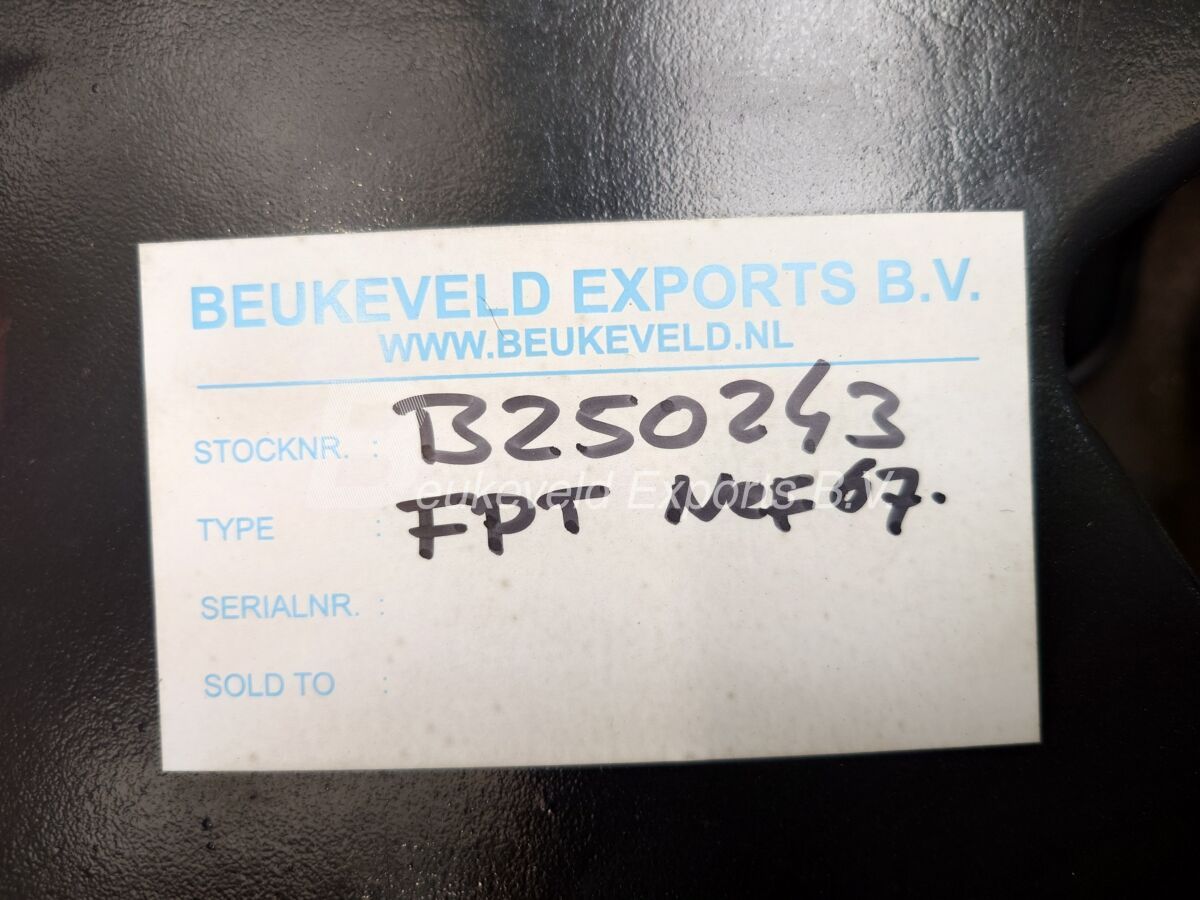 BEUKEVELD EXPORTS B.V.
WWW.BEUKEVELD.NL
STOCKNR. : B250243
Beukeveld Exports B.V.
TYPE : FPT NEF67.
SERIALNR. :
SOLD TO :